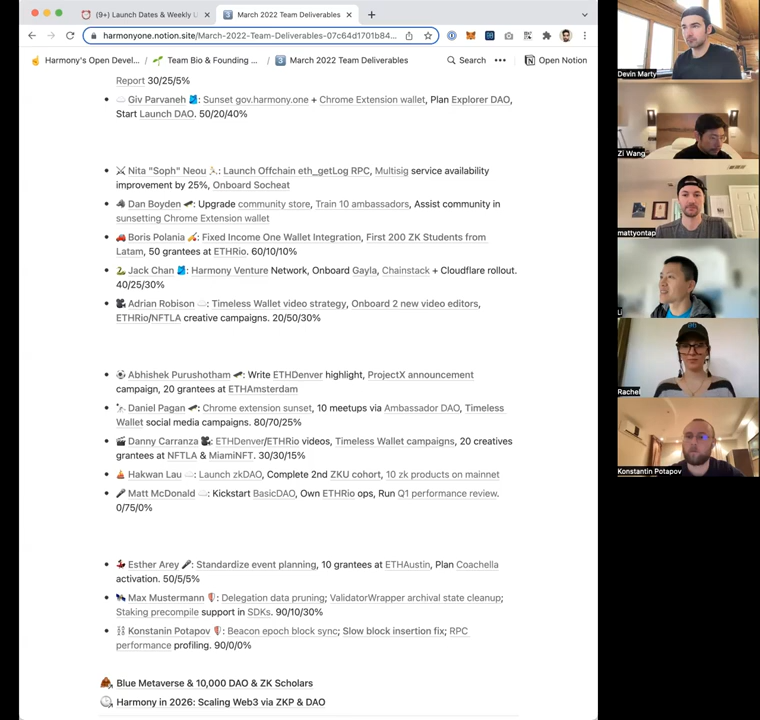 (9+) Launch Dates & Weekly U
March 2022 Team Deliverables
harmonyone.notion.site/March-2022-Team-Deliverables-07c64d1701b84...
Harmony's Open Devel... / Team Bio & Founding ... / March 2022 Team Deliverables
Search
Open Notion
Report 30/25/5%
Giv Parvaneh : Sunset gov.harmony.one + Chrome Extension wallet, Plan Explorer DAO,
Start Launch DAO. 50/20/40%
Nita "Soph" Neou : Launch Offchain eth_getLog RPC, Multisig service availability
improvement by 25%, Onboard Socheat
Dan Boyden : Upgrade community store, Train 10 ambassadors, Assist community in
sunsetting Chrome Extension wallet
Boris Polania : Fixed Income One Wallet Integration, First 200 ZK Students from
Latam, 50 grantees at ETHRio. 60/10/10%
Jack Chan : Harmony Venture Network, Onboard Gayla, Chainstack + Cloudflare rollout.
40/25/30%
Adrian Robison : Timeless Wallet video strategy, Onboard 2 new video editors,
ETHRio/NFTLA creative campaigns. 20/50/30%
Abhishek Purushotham : Write ETHDenver highlight, ProjectX announcement
campaign, 20 grantees at ETHAmsterdam
Daniel Pagan : Chrome extension sunset, 10 meetups via Ambassador DAO, Timeless
Wallet social media campaigns. 80/70/25%
Danny Carranza : ETHDenver/ETHRio videos, Timeless Wallet campaigns, 20 creatives
grantees at NFTLA & MiamiNFT. 30/30/15%
Hakwan Lau : Launch zkDAO, Complete 2nd ZKU cohort, 10 zk products on mainnet
Matt McDonald : Kickstart BasicDAO, Own ETHRio ops, Run Q1 performance review.
0/75/0%
Esther Arey : Standardize event planning, 10 grantees at ETHAustin, Plan Coachella
activation. 50/5/5%
Max Mustermann : Delegation data pruning; ValidatorWrapper archival state cleanup;
Staking precompile support in SDKs. 90/10/30%
Konstanin Potapov : Beacon epoch block sync; Slow block insertion fix; RPC
performance profiling. 90/0/0%
Blue Metaverse & 10,000 DAO & ZK Scholars
Harmony in 2026: Scaling Web3 via ZKP & DAO
Devin Marty
Zi Wang
mattyontap
Li
Rachel
Konstantin Potapov